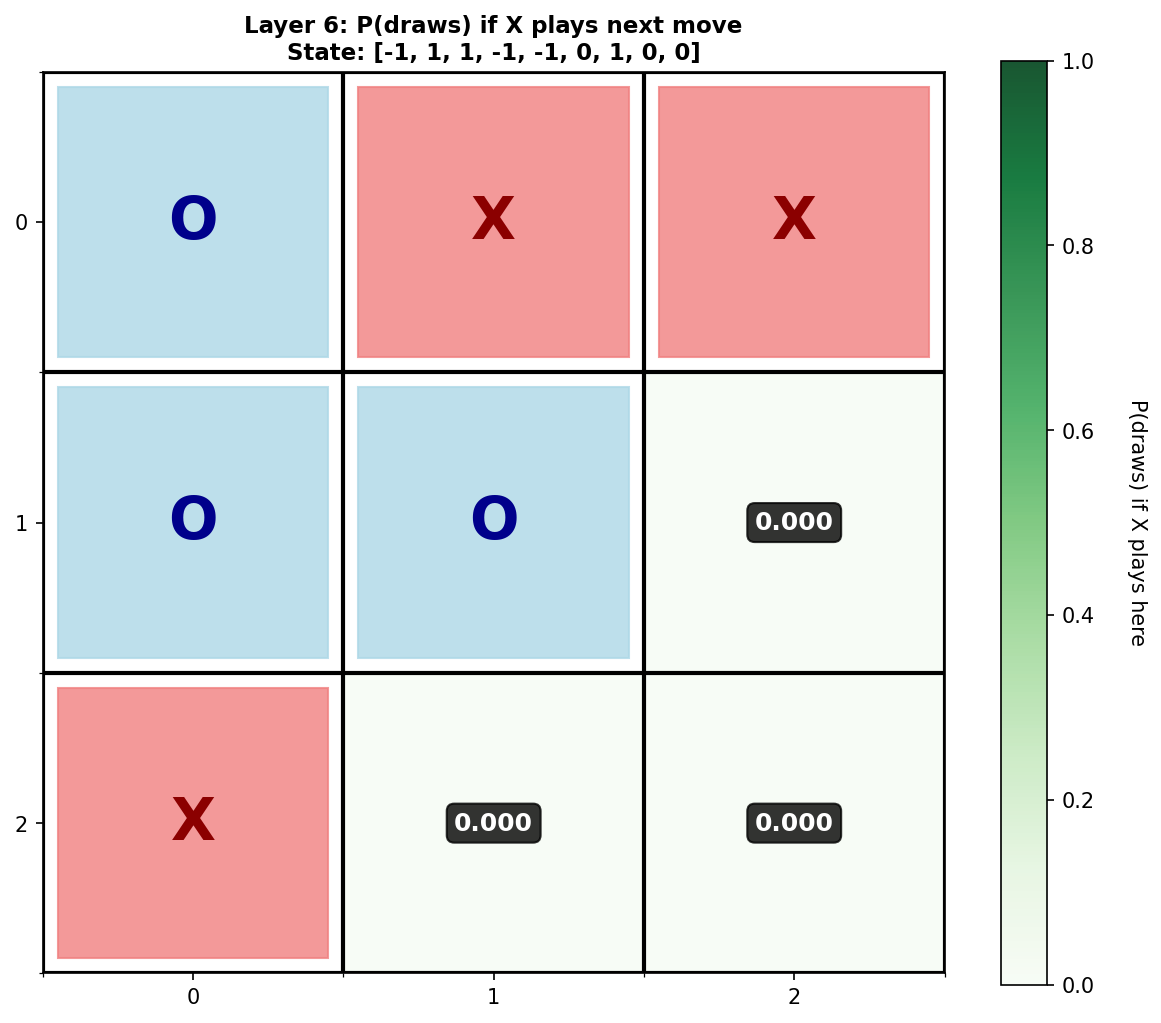 Layer 6: P(draws) if X plays next move
State: [-1, 1, 1, -1, -1, 0, 1, 0, 0]
O
X
X
O
O
0.000
X
0.000
0.000
0
1
2
0
1
2
1.0
0.8
0.6
0.4
0.2
0.0
P(draws) if X plays here